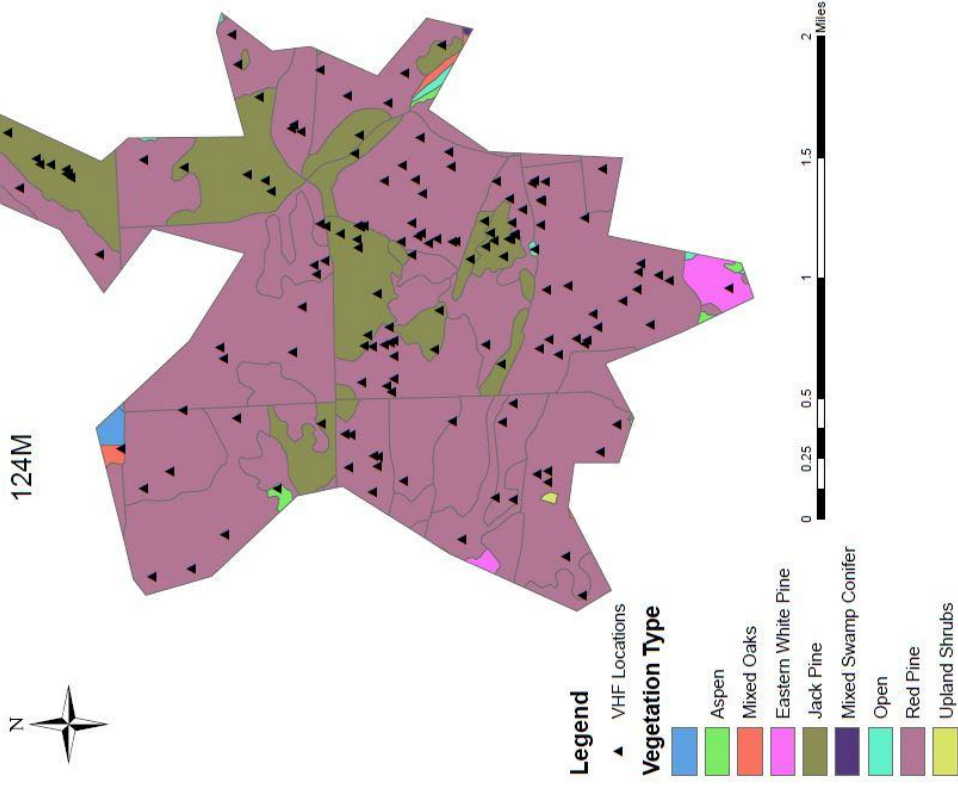 124M
N
Legend
VHF Locations
Vegetation Type
Aspen
Mixed Oaks
Eastern White Pine
Jack Pine
Mixed Swamp Conifer
Open
Red Pine
Upland Shrubs
0 0.25 0.5 1 1.5 2
Miles